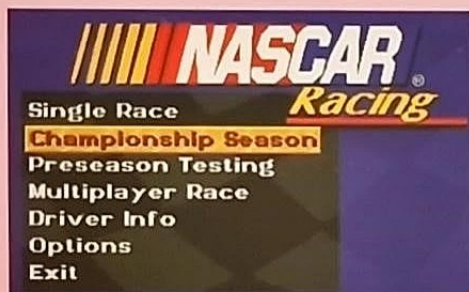 NASCAR®
Racing
Single Race
Championship Season
Preseason Testing
Multiplayer Race
Driver Info
Options
Exit